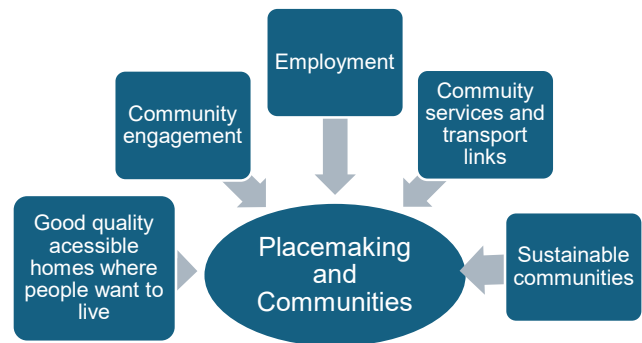 Employment
Community
engagement
Commuity
services and
transport
links
Good quality
acessible
homes where
people want to
live
Placemaking
and
Communities
Sustainable
communities